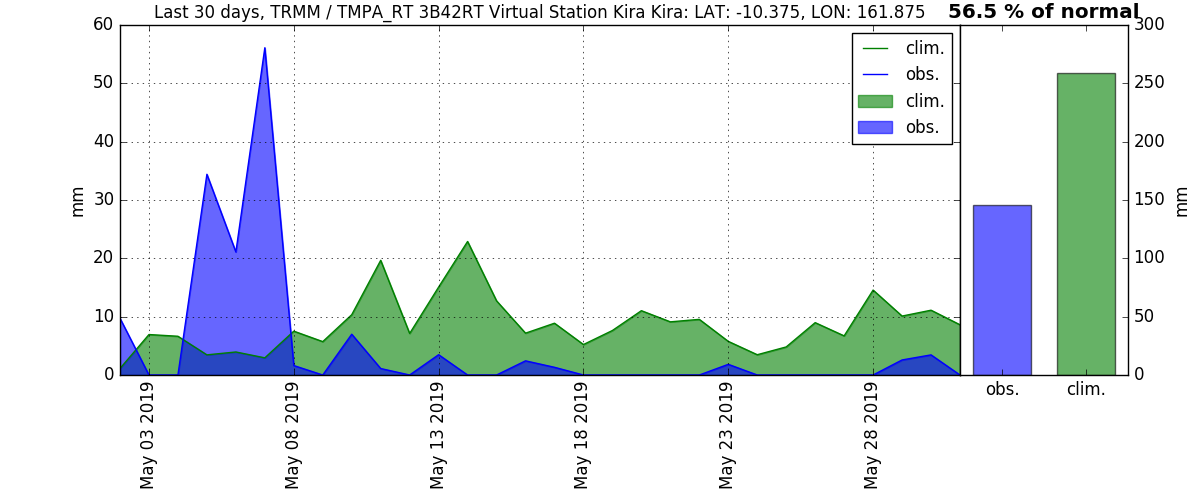 Last 30 days, TRMM / TMPA_RT 3B42RT Virtual Station Kira Kira: LAT: -10.375, LON: 161.875
56.5 % of normal
60
50
40
30
20
10
0
mm
clim.
obs.
clim.
obs.
May 03 2019
May 08 2019
May 13 2019
May 18 2019
May 23 2019
May 28 2019
300
250
200
150
100
50
0
mm
obs.
clim.